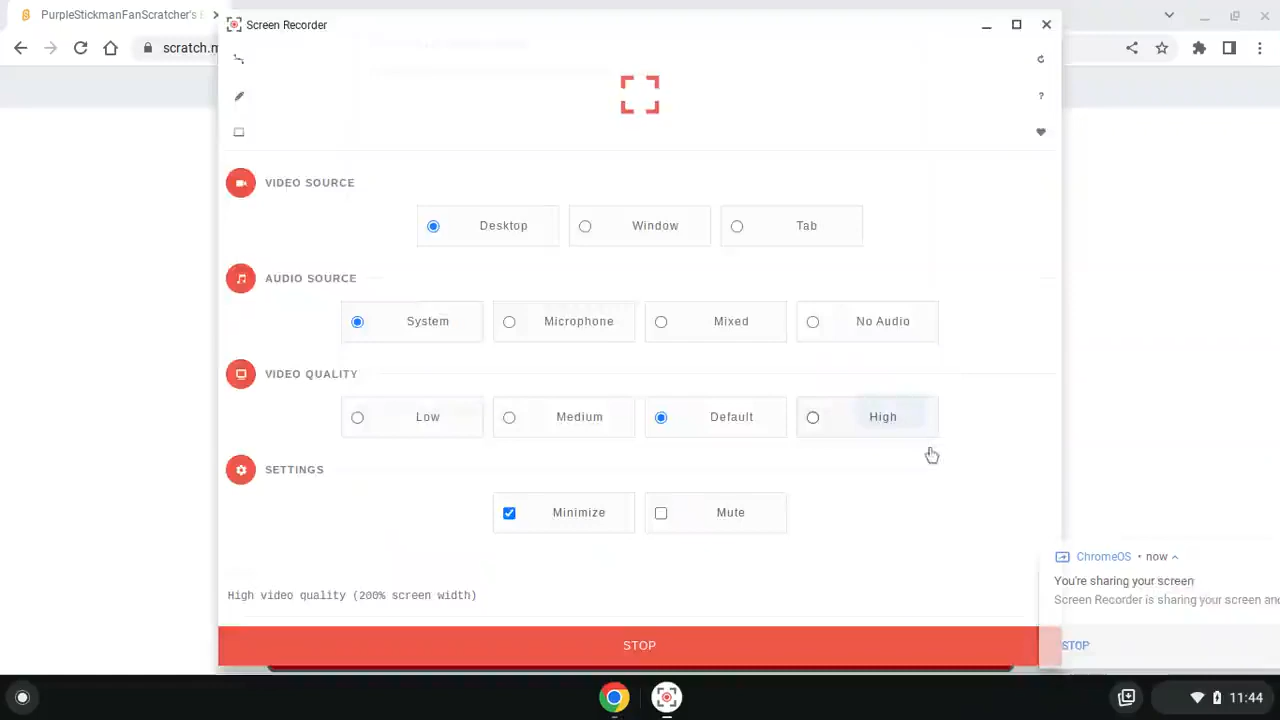 PurpleStickmanFanScratcher's
Screen Recorder
scratch.m
?
VIDEO SOURCE
Desktop Window Tab
AUDIO SOURCE
System Microphone Mixed No Audio
VIDEO QUALITY
Low Medium Default High
SETTINGS
Minimize Mute
ChromeOS • now
You're sharing your screen
Screen Recorder is sharing your screen and
High video quality (200% screen width)
STOP
STOP
11:44